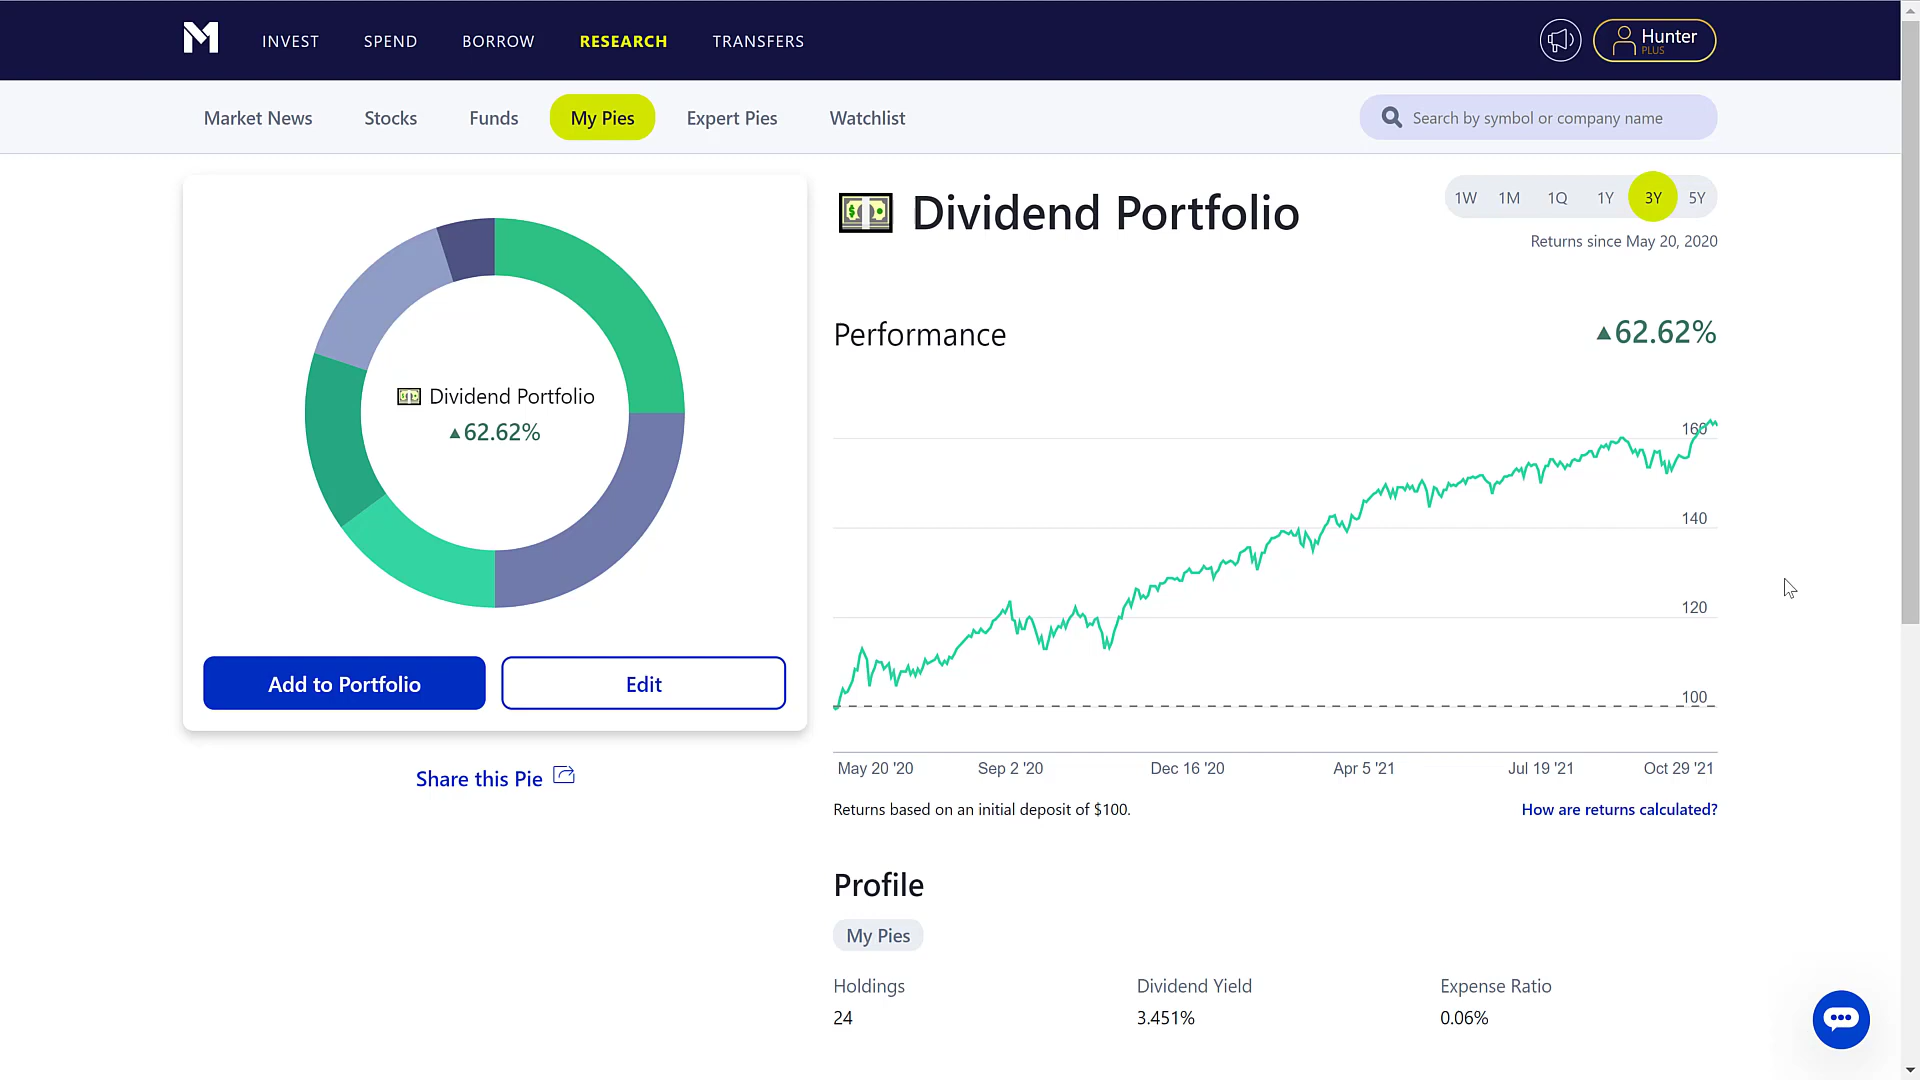 INVEST SPEND BORROW RESEARCH TRANSFERS
Hunter
PLUS
Market News Stocks Funds My Pies Expert Pies Watchlist
Search by symbol or company name
Dividend Portfolio
▲62.62%
Add to Portfolio Edit
Share this Pie
Dividend Portfolio
1W 1M 1Q 1Y 3Y 5Y
Returns since May 20, 2020
Performance ▲62.62%
160
140
120
100
May 20 '20 Sep 2 '20 Dec 16 '20 Apr 5 '21 Jul 19 '21 Oct 29 '21
Returns based on an initial deposit of $100. How are returns calculated?
Profile
My Pies
Holdings Dividend Yield Expense Ratio
24 3.451% 0.06%